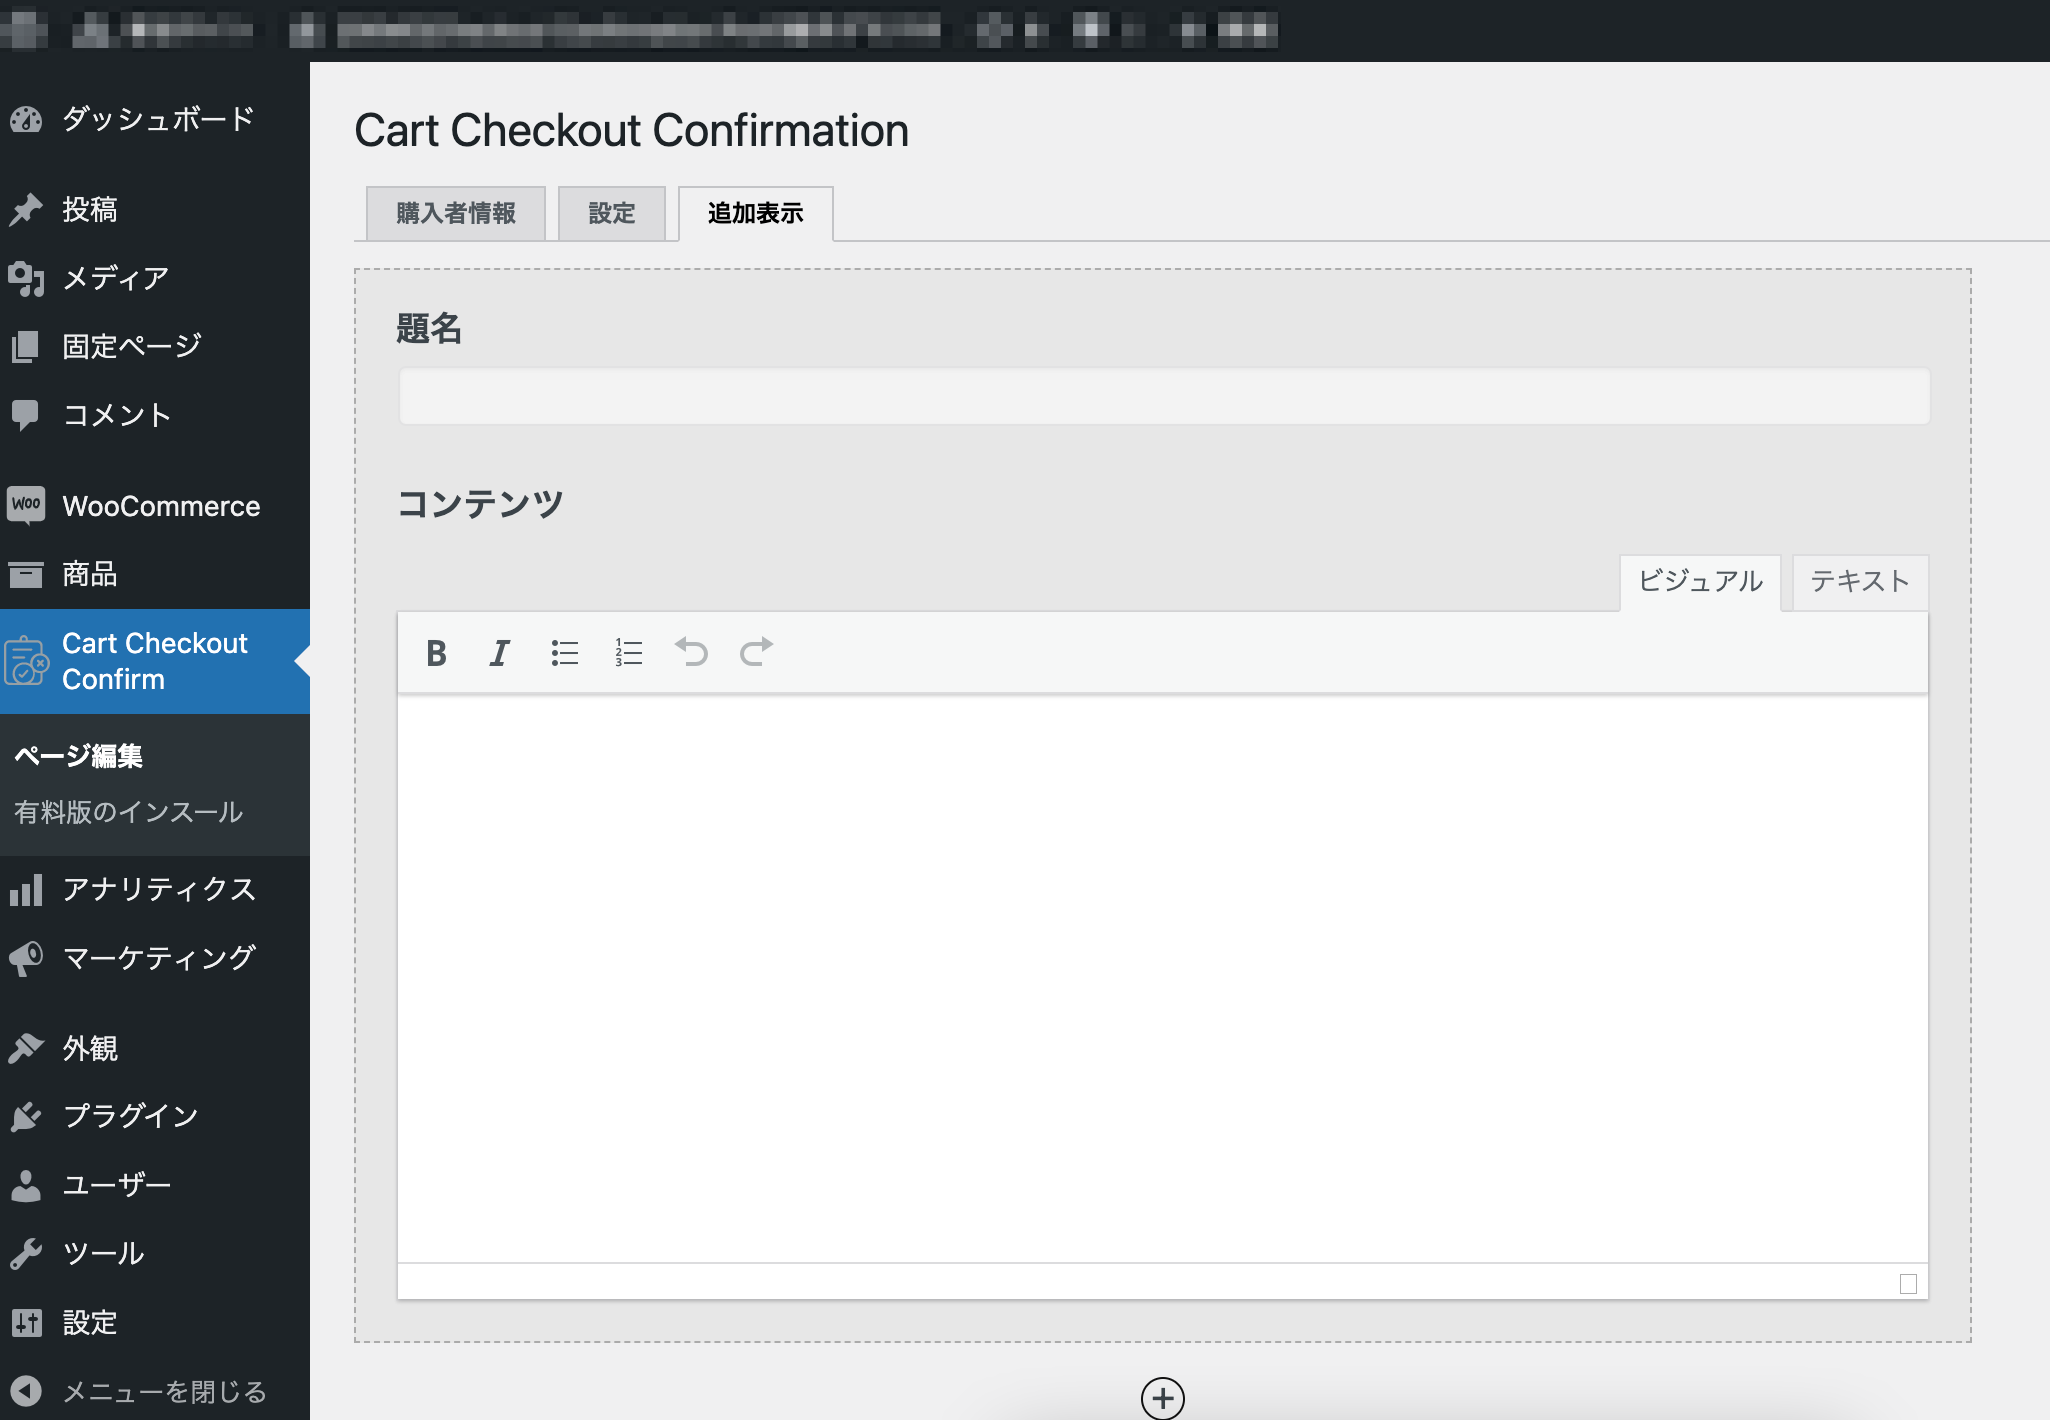 ダッシュボード
投稿
メディア
固定ページ
コメント
Woo WooCommerce
商品
Cart Checkout
Confirm
ページ編集
有料版のインスール
アナリティクス
マーケティング
外観
プラグイン
ユーザー
ツール
設定
メニューを閉じる
Cart Checkout Confirmation
購入者情報 設定 追加表示
題名
コンテンツ
ビジュアル テキスト
B I